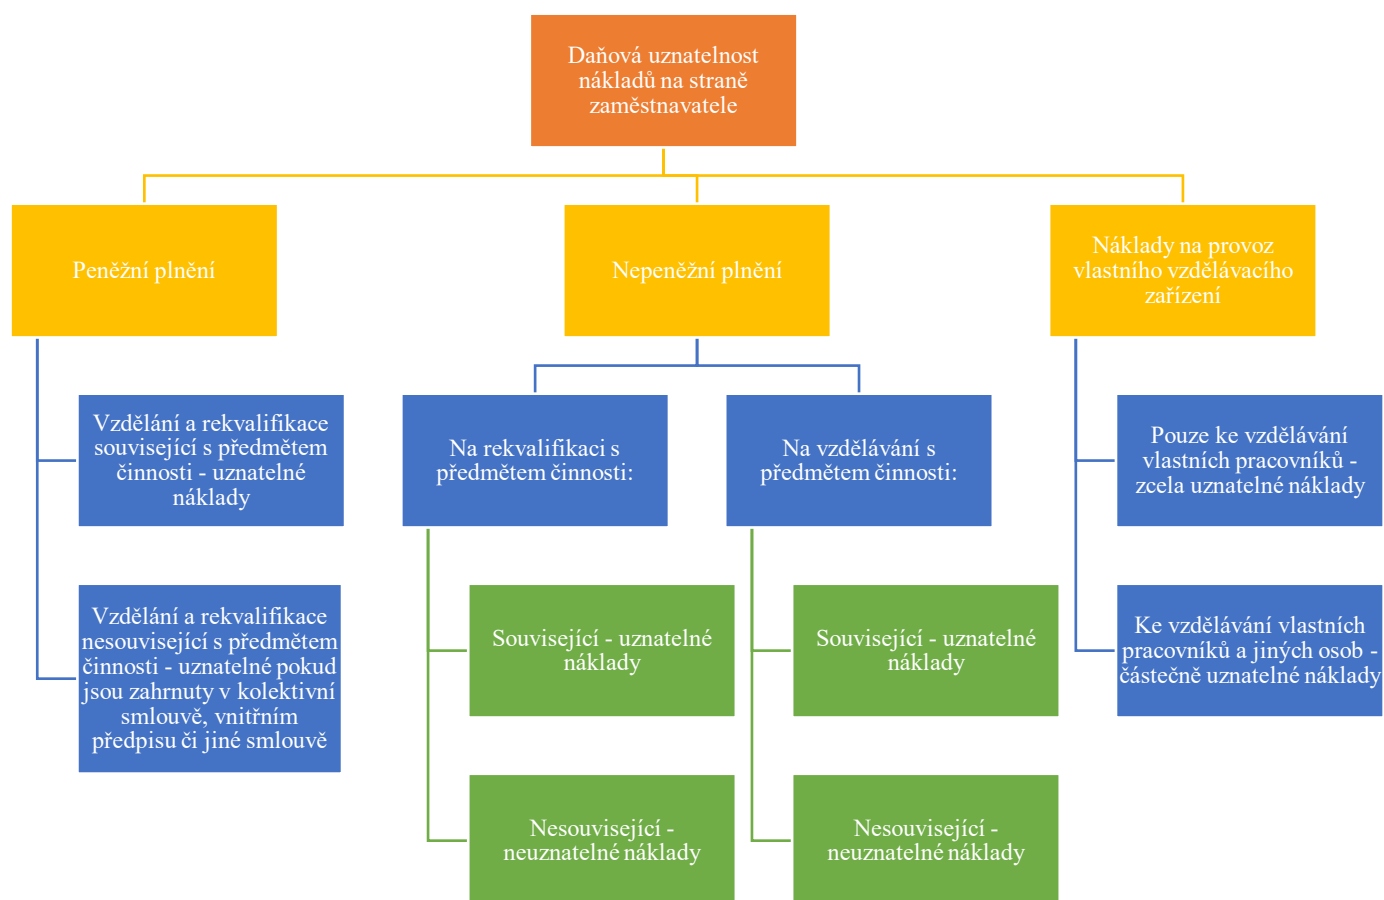 Daňová uznatelnost
nákladů na straně
zaměstnavatele
Peněžní plnění
Nepeněžní plnění
Náklady na provoz
vlastního vzdělávacího
zařízení
Vzdělání a rekvalifikace
související s předmětem
činnosti - uznatelné
náklady
Vzdělání a rekvalifikace
nesouvisející s předmětem
činnosti - uznatelné pokud
jsou zahrnuty v kolektivní
smlouvě, vnitřním
předpisu či jiné smlouvě
Na rekvalifikaci s
předmětem činnosti:
Související - uznatelné
náklady
Nesouvisející -
neuznatelné náklady
Na vzdělávání s
předmětem činnosti:
Související - uznatelné
náklady
Nesouvisející -
neuznatelné náklady
Pouze ke vzdělávání
vlastních pracovníků -
zcela uznatelné náklady
Ke vzdělávání vlastních
pracovníků a jiných osob -
částečně uznatelné náklady